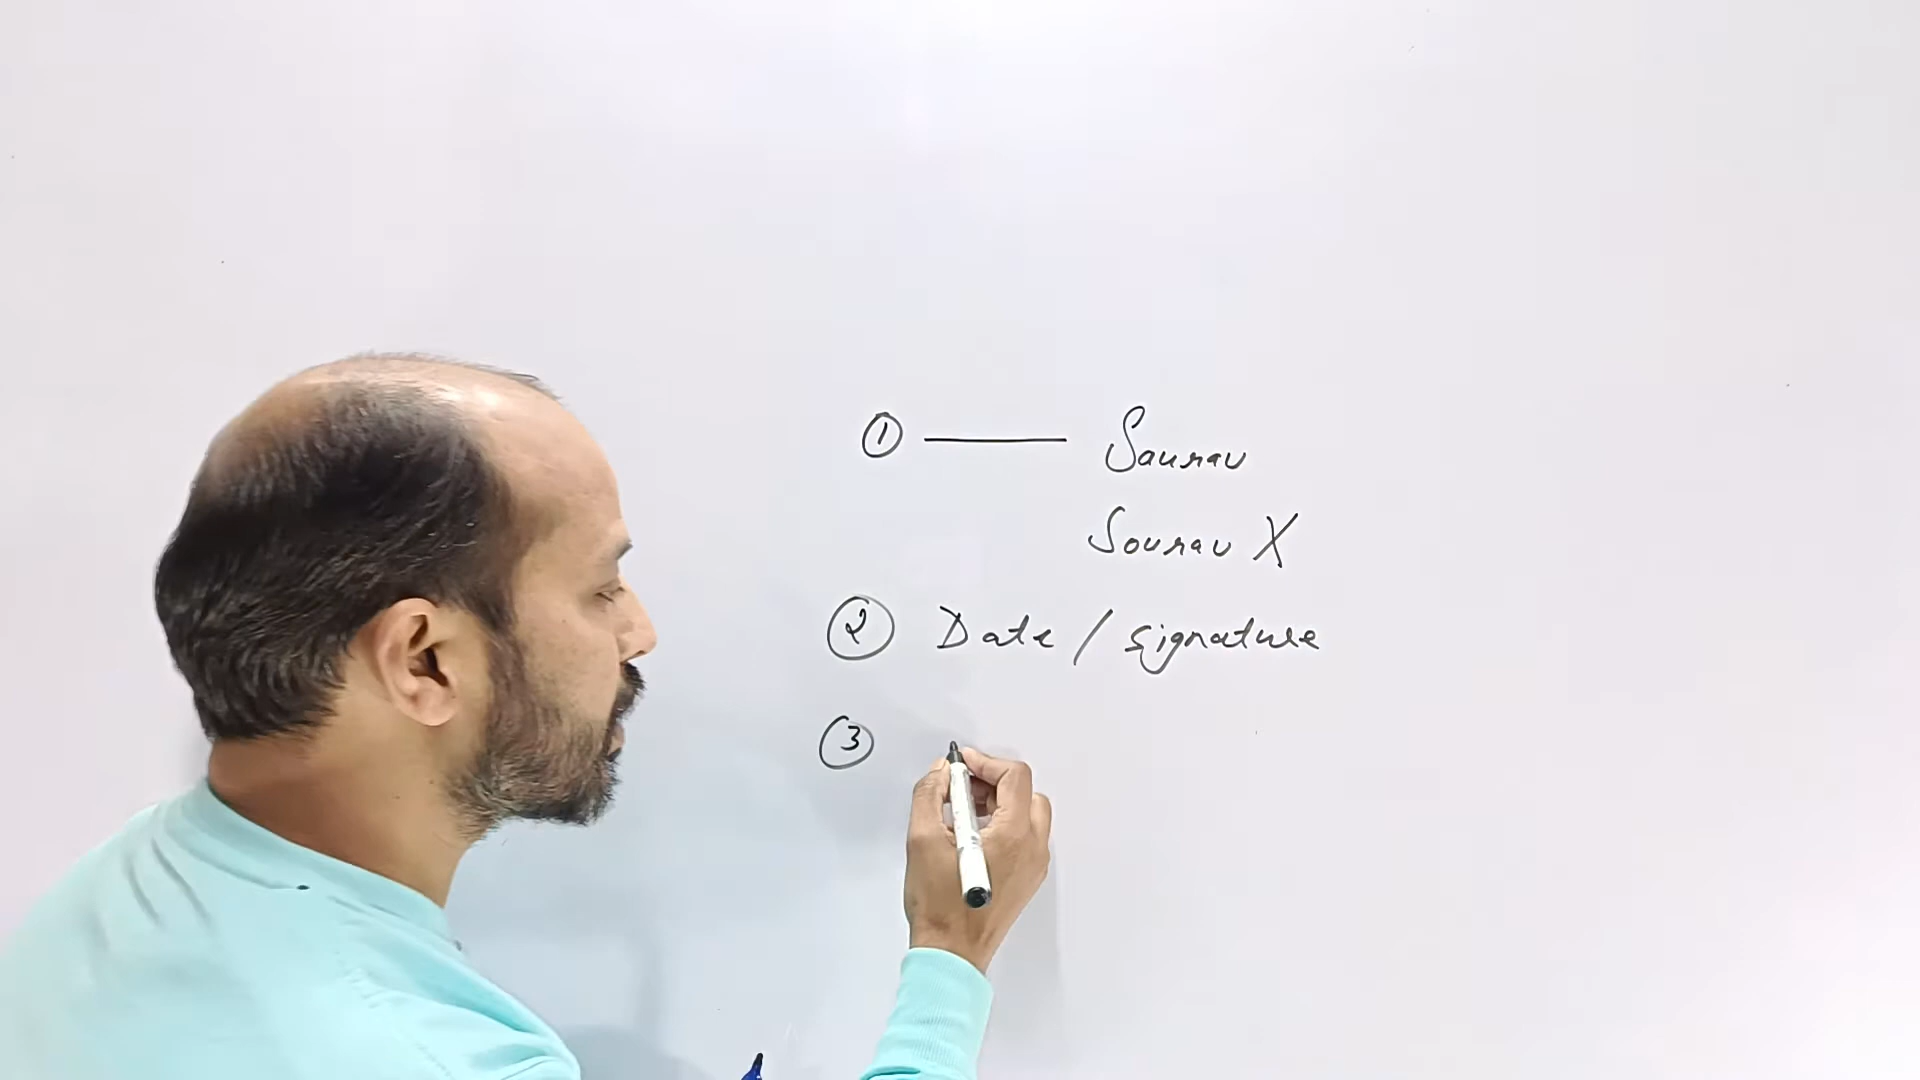 ① — Saurav
Sourav X
② Date / signature
③